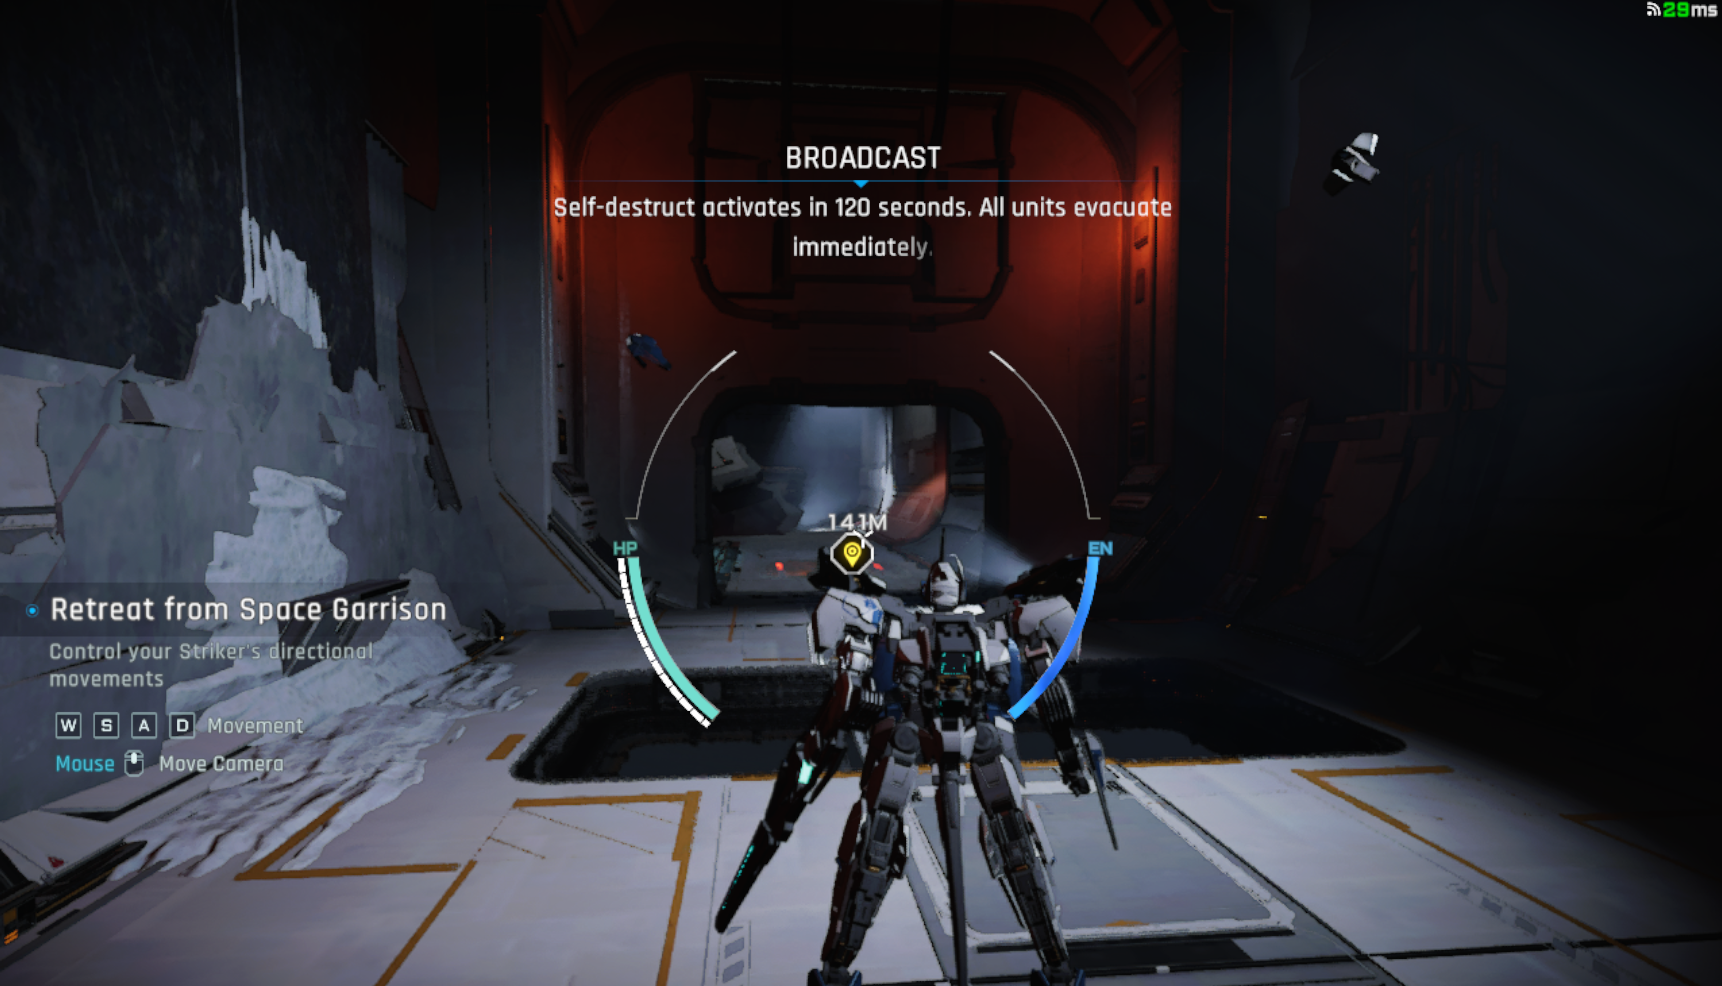 29ms
BROADCAST
Self-destruct activates in 120 seconds. All units evacuate
immediately.
141M
HP
EN
Retreat from Space Garrison
Control your Striker's directional
movements
W S A D Movement
Mouse Move Camera